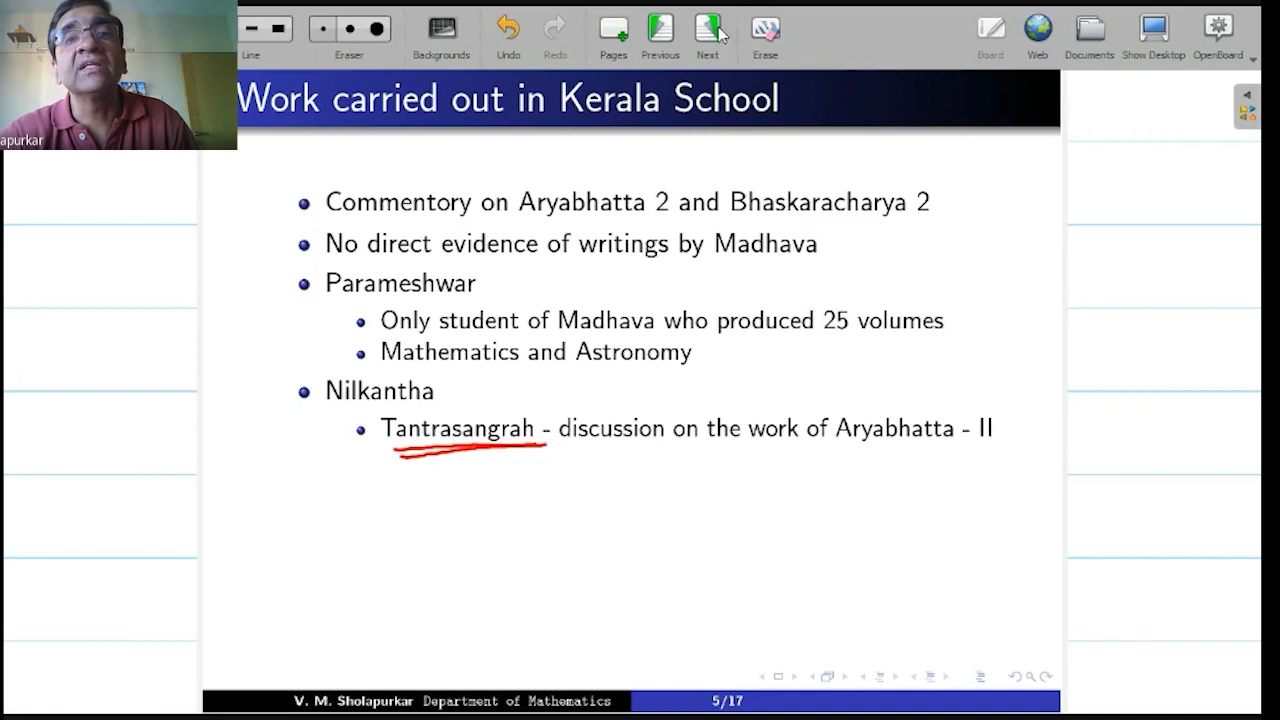 Line
Eraser
Backgrounds
Undo
Redo
Pages
Previous
Next
Erase
Board
Web
Documents
Show Desktop
OpenBoard
apurkar
Work carried out in Kerala School
Commentory on Aryabhatta 2 and Bhaskaracharya 2
No direct evidence of writings by Madhava
Parameshwar
Only student of Madhava who produced 25 volumes
Mathematics and Astronomy
Nilkantha
Tantrasangrah - discussion on the work of Aryabhatta - II
V. M. Sholapurkar Department of Mathematics
5/17